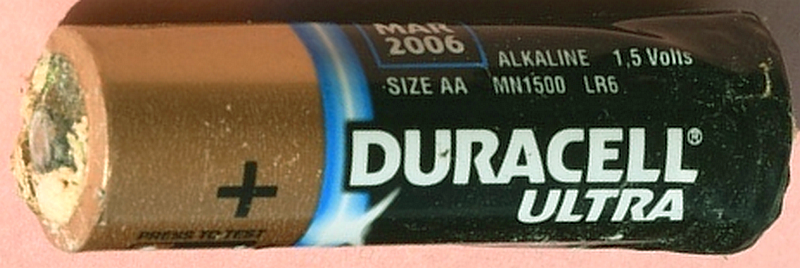 MAR
2006
ALKALINE 1,5 Volts
SIZE AA MN1500 LR6
DURACELL®
ULTRA
+
PRESS TO TEST